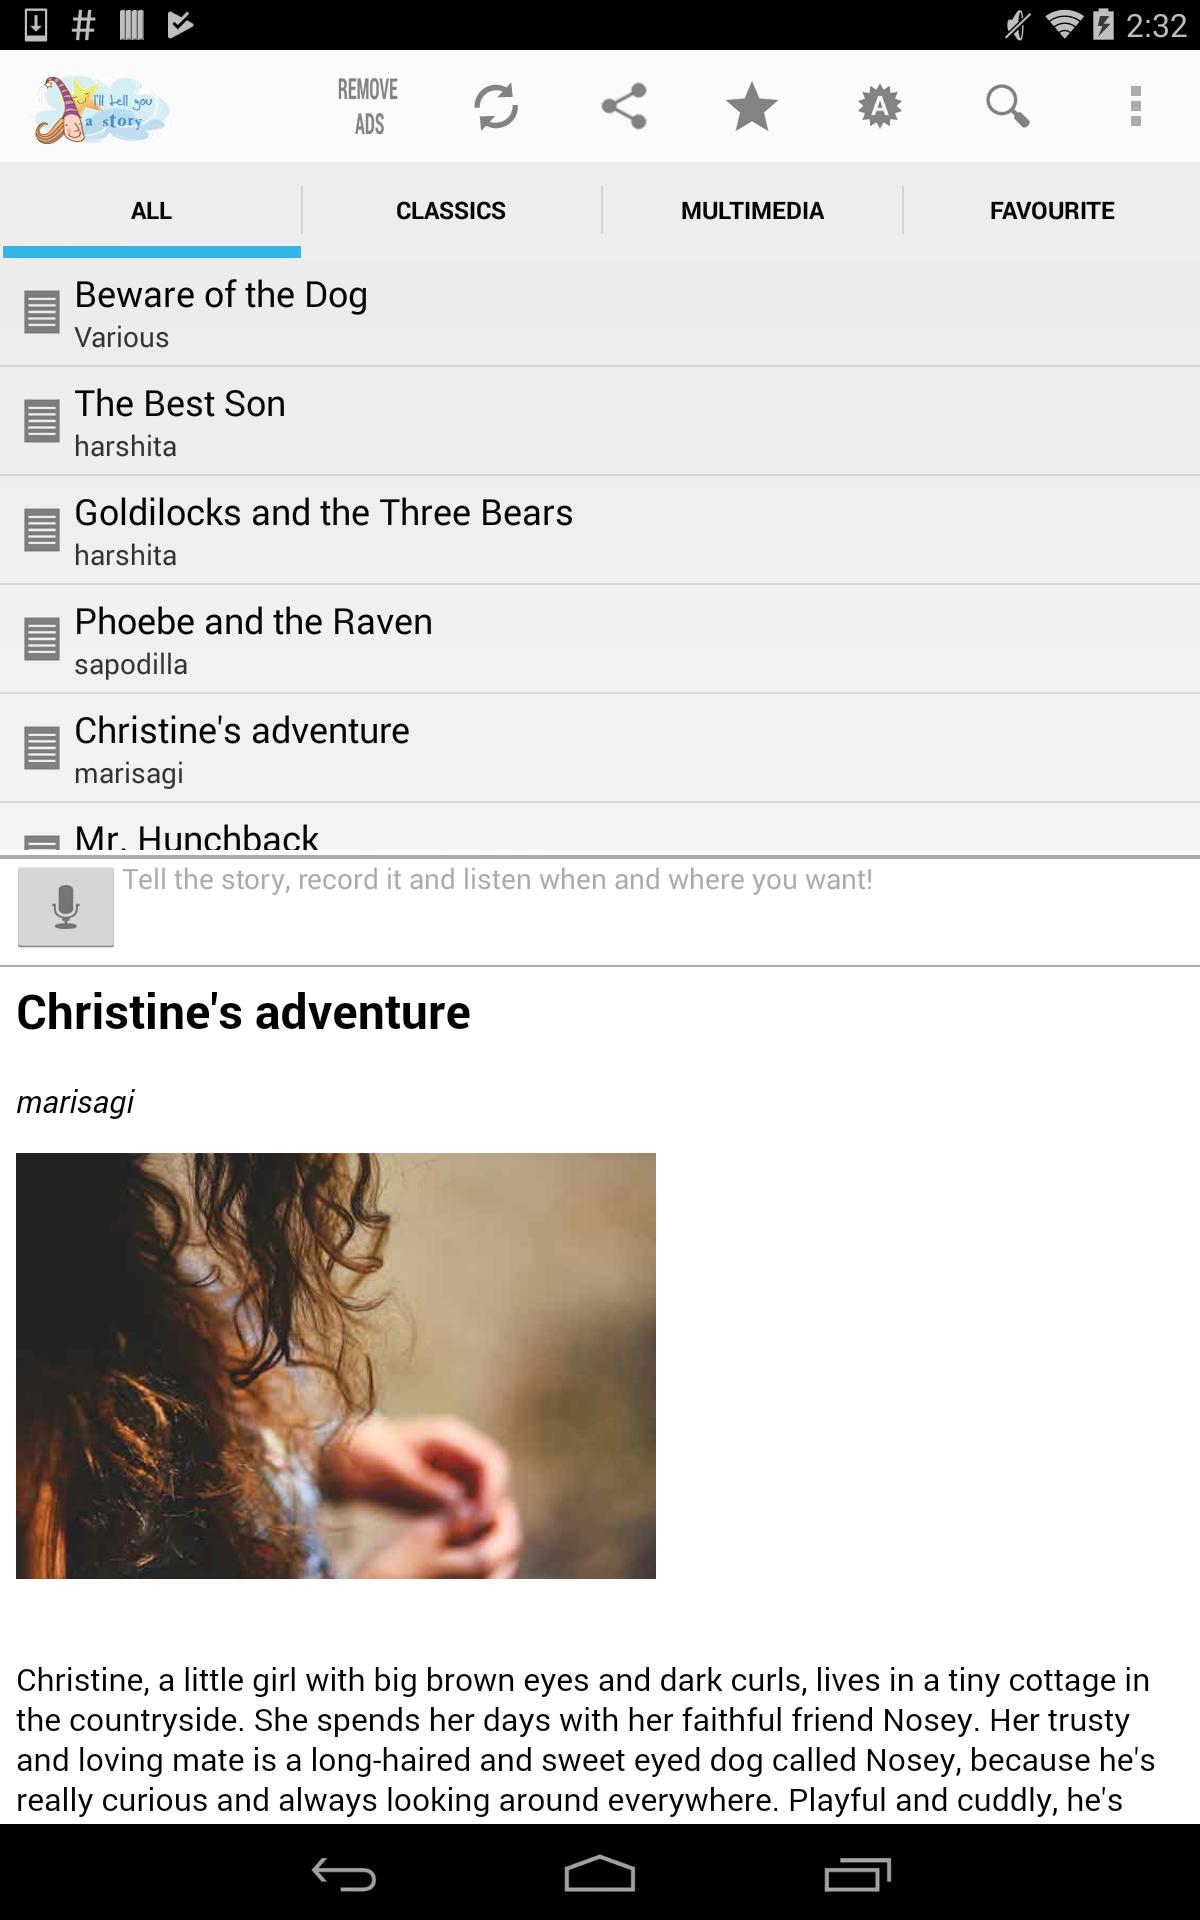 2:32
I'll tell you
a story
REMOVE
ADS
A
ALL
CLASSICS
MULTIMEDIA
FAVOURITE
Beware of the Dog
Various
The Best Son
harshita
Goldilocks and the Three Bears
harshita
Phoebe and the Raven
sapodilla
Christine's adventure
marisagi
Mr. Hunchback
Tell the story, record it and listen when and where you want!
Christine's adventure
marisagi
Christine, a little girl with big brown eyes and dark curls, lives in a tiny cottage in
the countryside. She spends her days with her faithful friend Nosey. Her trusty
and loving mate is a long-haired and sweet eyed dog called Nosey, because he's
really curious and always looking around everywhere. Playful and cuddly, he's